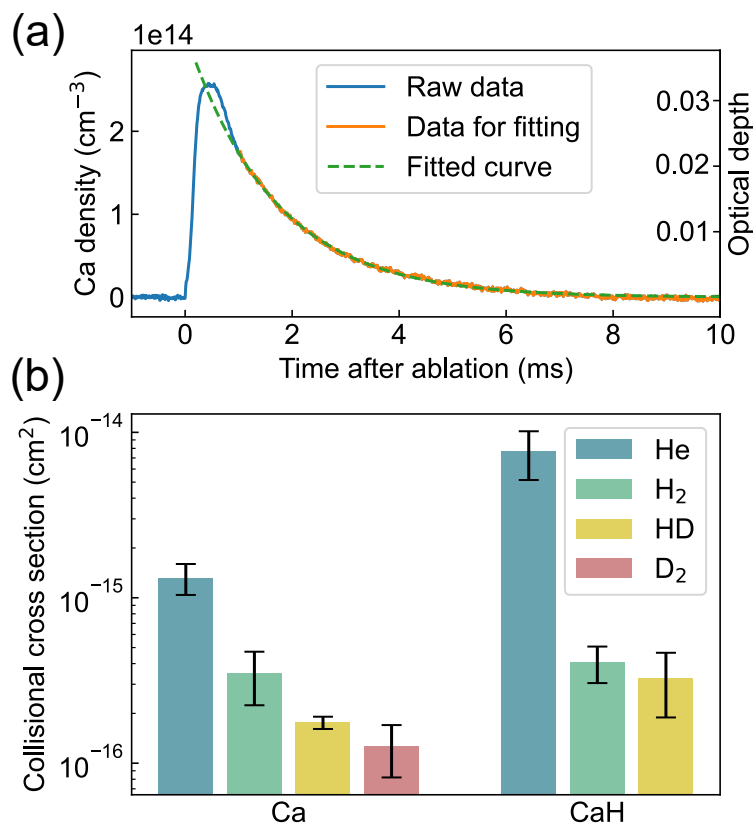 (a)
1e14
Ca density (cm⁻³)
2
1
0
Raw data
Data for fitting
Fitted curve
0.03
0.02
0.01
Optical depth
0 2 4 6 8 10
Time after ablation (ms)
(b)
Collisional cross section (cm²)
10⁻¹⁴
10⁻¹⁵
10⁻¹⁶
He
H₂
HD
D₂
Ca CaH